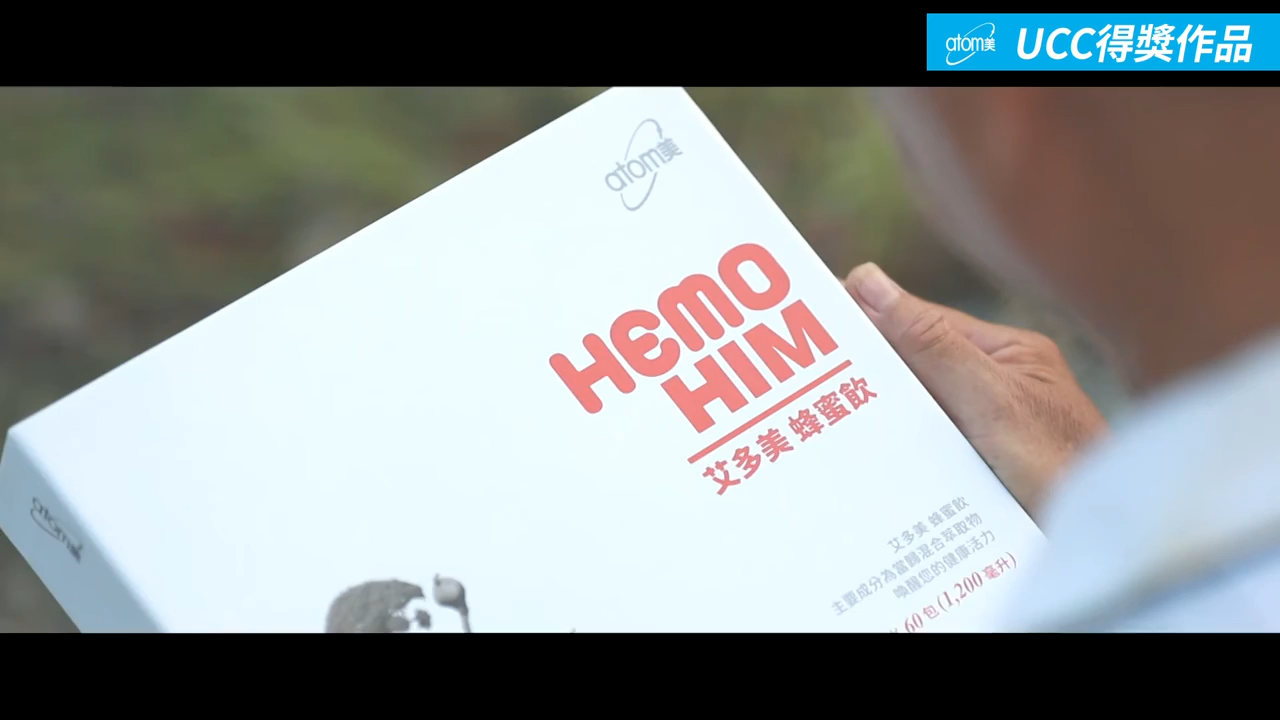 atom美 UCC得獎作品
atom美
HEMO
HIM
艾多美 蜂蜜飲
atom美
艾多美 蜂蜜飲
主要成分為當歸混合萃取物
喚醒您的健康活力
60包(1,200毫升)